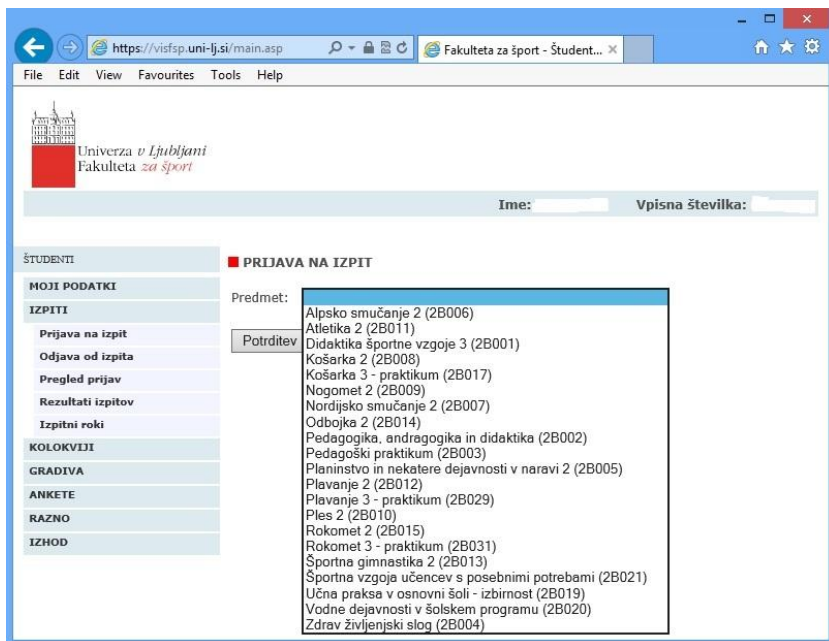 https://visfsp.uni-lj.si/main.asp
Fakulteta za šport - Študent...
File Edit View Favourites Tools Help
Univerza v Ljubljani
Fakulteta za šport
Ime: Vpisna številka:
ŠTUDENTI
MOJI PODATKI
IZPITI
Prijava na izpit
Odjava od izpita
Pregled prijav
Rezultati izpitov
Izpitni roki
KOLOKVIJI
GRADIVA
ANKETE
RAZNO
IZHOD
PRIJAVA NA IZPIT
Predmet:
Potrditev
Alpsko smučanje 2 (2B006)
Atletika 2 (2B011)
Didaktika športne vzgoje 3 (2B001)
Košarka 2 (2B008)
Košarka 3 - praktikum (2B017)
Nogomet 2 (2B009)
Nordijsko smučanje 2 (2B007)
Odbojka 2 (2B014)
Pedagogika, andragogika in didaktika (2B002)
Pedagoški praktikum (2B003)
Planinstvo in nekatere dejavnosti v naravi 2 (2B005)
Plavanje 2 (2B012)
Plavanje 3 - praktikum (2B029)
Ples 2 (2B010)
Rokomet 2 (2B015)
Rokomet 3 - praktikum (2B031)
Športna gimnastika 2 (2B013)
Športna vzgoja učencev s posebnimi potrebami (2B021)
Učna praksa v osnovni šoli - izbirnost (2B019)
Vodne dejavnosti v šolskem programu (2B020)
Zdrav življenjski slog (2B004)